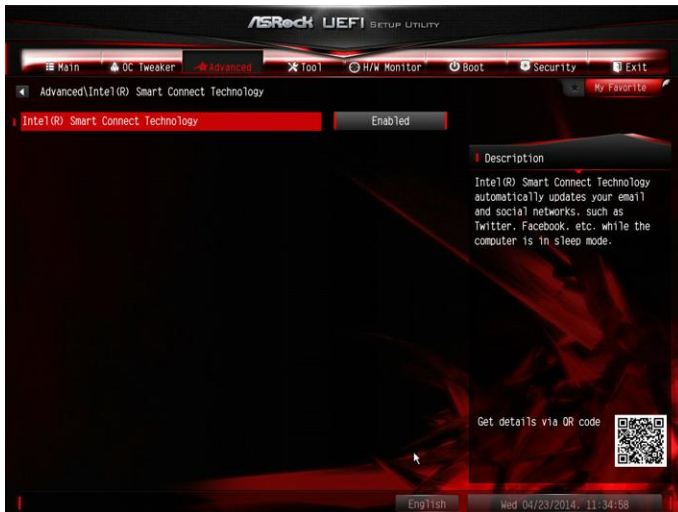 ASRock UEFI SETUP UTILITY
Main OC Tweaker Advanced Tool H/W Monitor Boot Security Exit
Advanced\Intel(R) Smart Connect Technology
My Favorite
Intel(R) Smart Connect Technology Enabled
Description
Intel(R) Smart Connect Technology
automatically updates your email
and social networks, such as
Twitter, Facebook, etc. while the
computer is in sleep mode.
Get details via QR code
English Wed 04/23/2014, 11:34:58